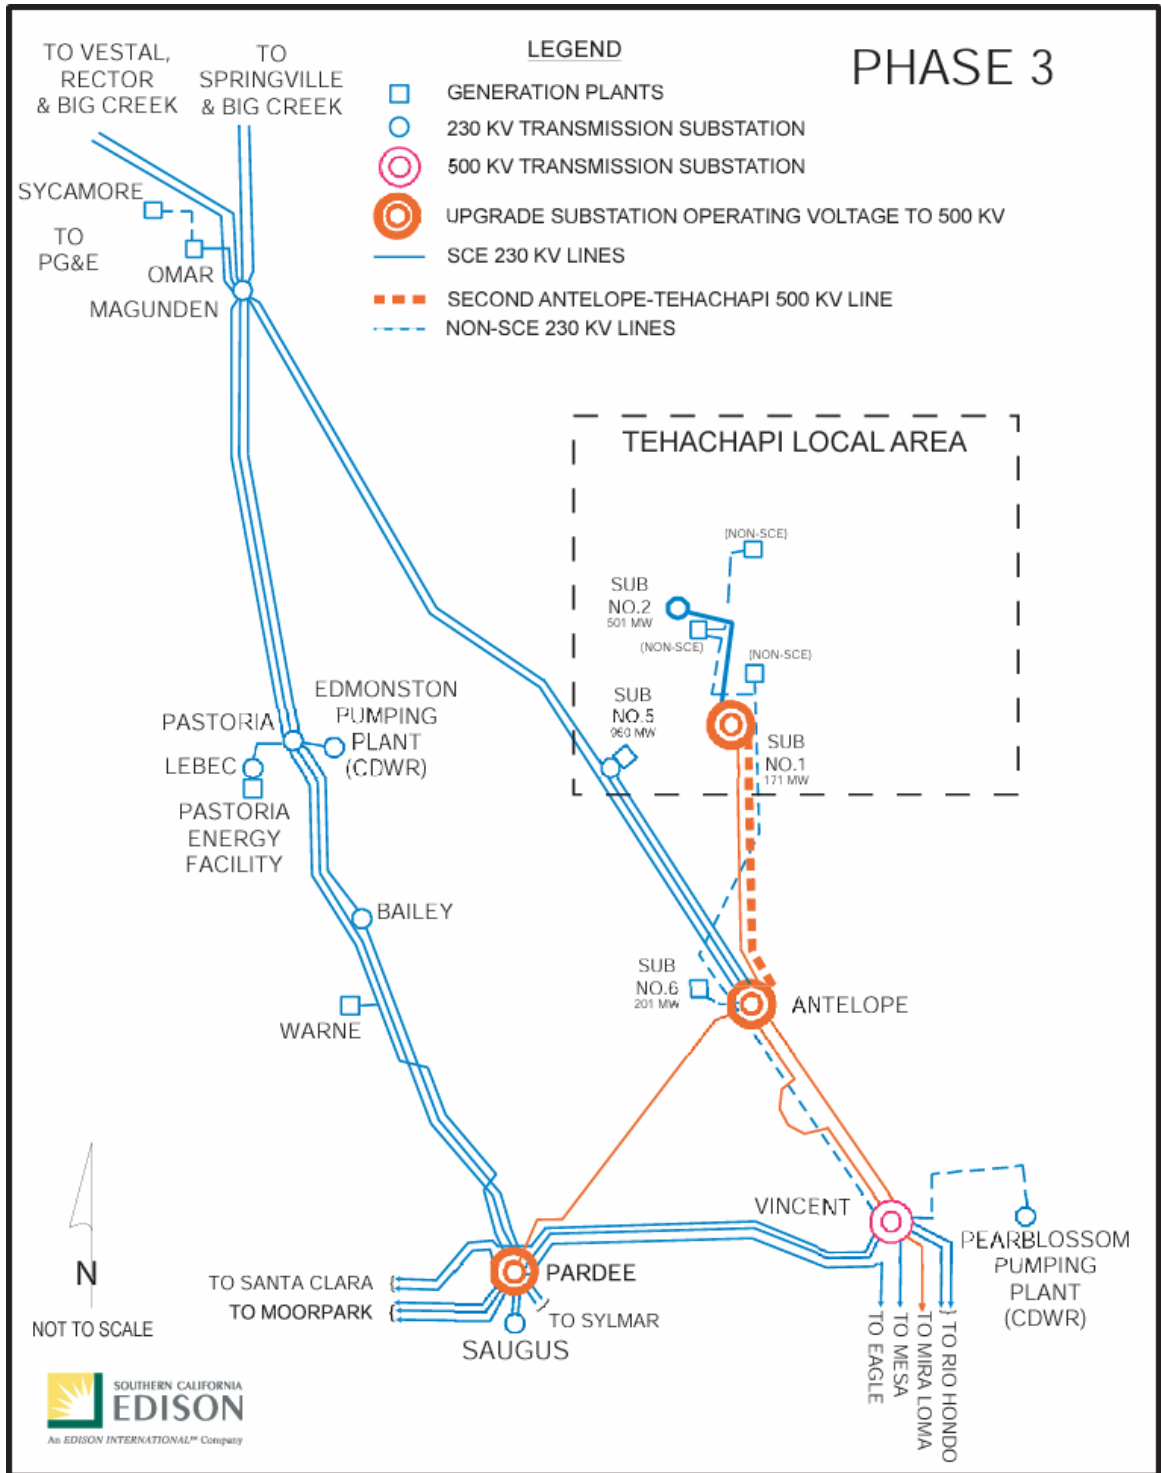 PHASE 3
LEGEND
GENERATION PLANTS
230 KV TRANSMISSION SUBSTATION
500 KV TRANSMISSION SUBSTATION
UPGRADE SUBSTATION OPERATING VOLTAGE TO 500 KV
SCE 230 KV LINES
SECOND ANTELOPE-TEHACHAPI 500 KV LINE
NON-SCE 230 KV LINES
TO VESTAL,
RECTOR
& BIG CREEK
TO
SPRINGVILLE
& BIG CREEK
SYCAMORE
TO
PG&E
OMAR
MAGUNDEN
TEHACHAPI LOCAL AREA
(NON-SCE)
SUB
NO.2
501 MW
(NON-SCE)
(NON-SCE)
SUB
NO.5
960 MW
SUB
NO.1
171 MW
EDMONSTON
PUMPING
PLANT
(CDWR)
PASTORIA
LEBEC
PASTORIA
ENERGY
FACILITY
BAILEY
WARNE
SUB
NO.6
201 MW
ANTELOPE
VINCENT
PEARBLOSSOM
PUMPING
PLANT
(CDWR)
PARDEE
TO SANTA CLARA {
TO MOORPARK {
} TO SYLMAR
SAUGUS
TO EAGLE
TO MESA
TO MIRA LOMA
} TO RIO HONDO
N
NOT TO SCALE
SOUTHERN CALIFORNIA
EDISON
An EDISON INTERNATIONAL℠ Company